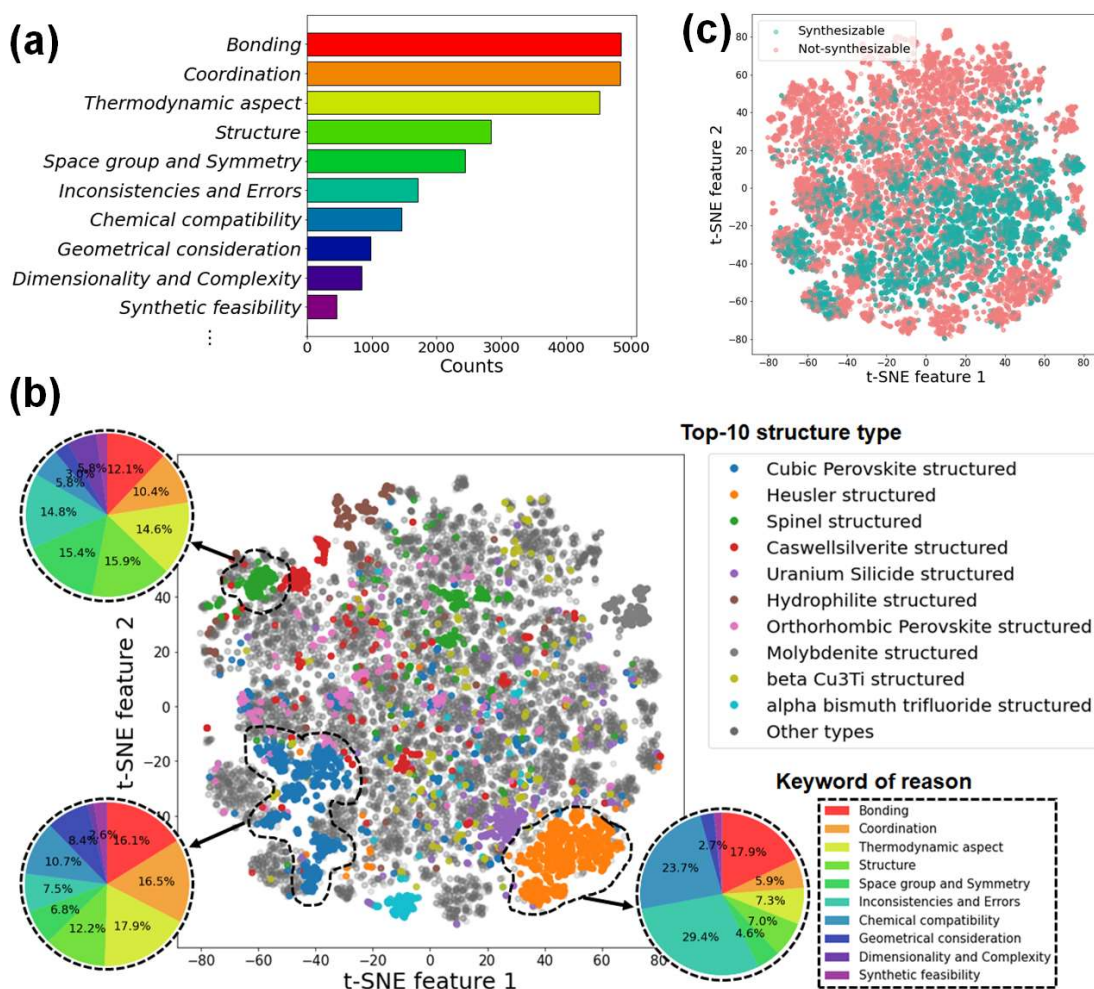 (a)
Bonding
Coordination
Thermodynamic aspect
Structure
Space group and Symmetry
Inconsistencies and Errors
Chemical compatibility
Geometrical consideration
Dimensionality and Complexity
Synthetic feasibility
⋮
0 1000 2000 3000 4000 5000
Counts
(c)
Synthesizable
Not-synthesizable
80
60
40
20
0
−20
−40
−60
−80
t-SNE feature 2
−80 −60 −40 −20 0 20 40 60 80
t-SNE feature 1
(b)
12.1%
10.4%
14.6%
15.9%
15.4%
14.8%
5.8%
3.0%
5.8%
Top-10 structure type
Cubic Perovskite structured
Heusler structured
Spinel structured
Caswellsilverite structured
Uranium Silicide structured
Hydrophilite structured
Orthorhombic Perovskite structured
Molybdenite structured
beta Cu3Ti structured
alpha bismuth trifluoride structured
Other types
40
20
0
−20
t-SNE feature 2
−80 −60 −40 −20 0 20 40 60 80
t-SNE feature 1
16.1%
16.5%
17.9%
12.2%
6.8%
7.5%
10.7%
8.4%
2.6%
17.9%
5.9%
7.3%
7.0%
4.6%
29.4%
23.7%
2.7%
Keyword of reason
Bonding
Coordination
Thermodynamic aspect
Structure
Space group and Symmetry
Inconsistencies and Errors
Chemical compatibility
Geometrical consideration
Dimensionality and Complexity
Synthetic feasibility